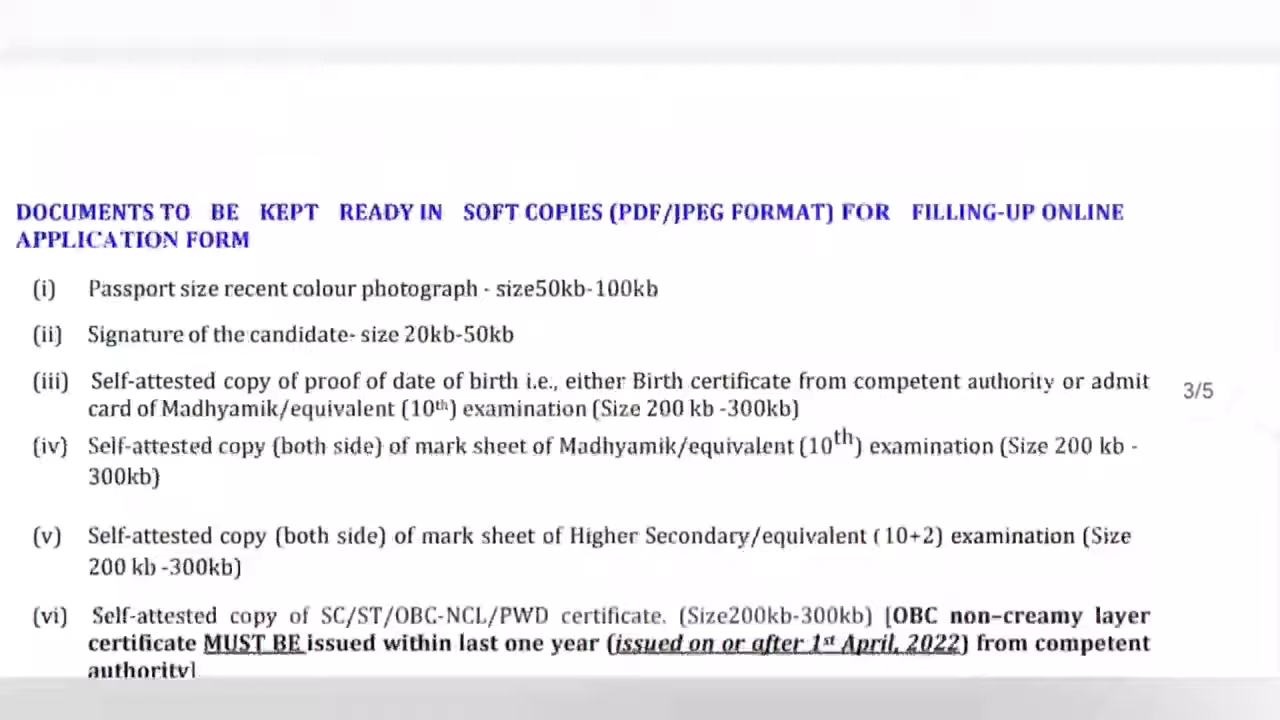 DOCUMENTS TO BE KEPT READY IN SOFT COPIES (PDF/JPEG FORMAT) FOR FILLING-UP ONLINE
APPLICATION FORM
(i) Passport size recent colour photograph - size50kb-100kb
(ii) Signature of the candidate- size 20kb-50kb
(iii) Self-attested copy of proof of date of birth i.e., either Birth certificate from competent authority or admit
card of Madhyamik/equivalent (10th) examination (Size 200 kb -300kb)
3/5
(iv) Self-attested copy (both side) of mark sheet of Madhyamik/equivalent (10th) examination (Size 200 kb -
300kb)
(v) Self-attested copy (both side) of mark sheet of Higher Secondary/equivalent (10+2) examination (Size
200 kb -300kb)
(vi) Self-attested copy of SC/ST/OBC-NCL/PWD certificate. (Size200kb-300kb) [OBC non-creamy layer
certificate MUST BE issued within last one year (issued on or after 1st April, 2022) from competent
authority]